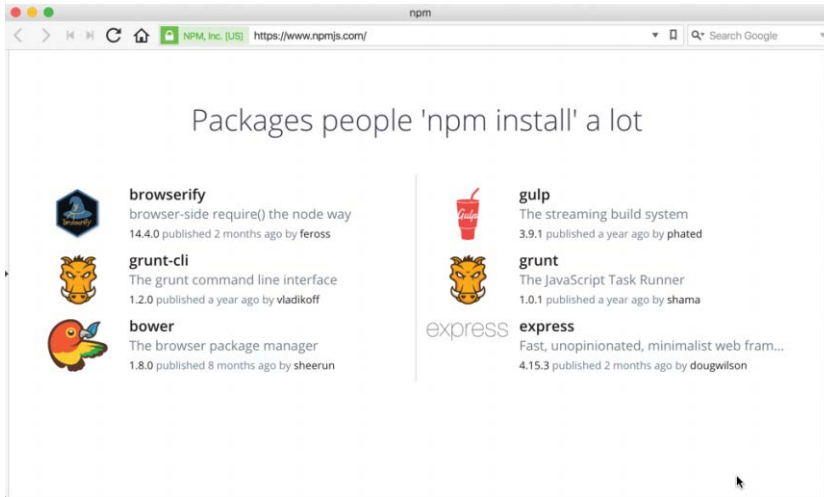 npm
NPM, Inc. [US] https://www.npmjs.com/ Search Google
Packages people 'npm install' a lot
browserify
browserify
browser-side require() the node way
14.4.0 published 2 months ago by feross
grunt-cli
The grunt command line interface
1.2.0 published a year ago by vladikoff
bower
The browser package manager
1.8.0 published 8 months ago by sheerun
Gulp
gulp
The streaming build system
3.9.1 published a year ago by phated
grunt
The JavaScript Task Runner
1.0.1 published a year ago by shama
express
express
Fast, unopinionated, minimalist web fram...
4.15.3 published 2 months ago by dougwilson